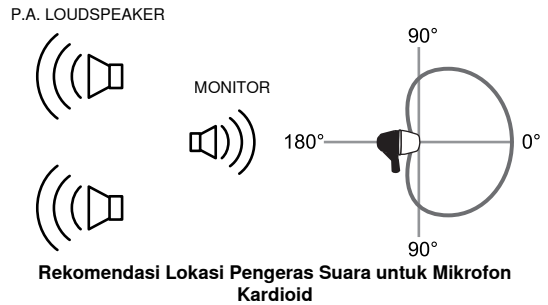 P.A. LOUDSPEAKER
MONITOR
90°
180°
0°
90°
Rekomendasi Lokasi Pengeras Suara untuk Mikrofon
Kardioid